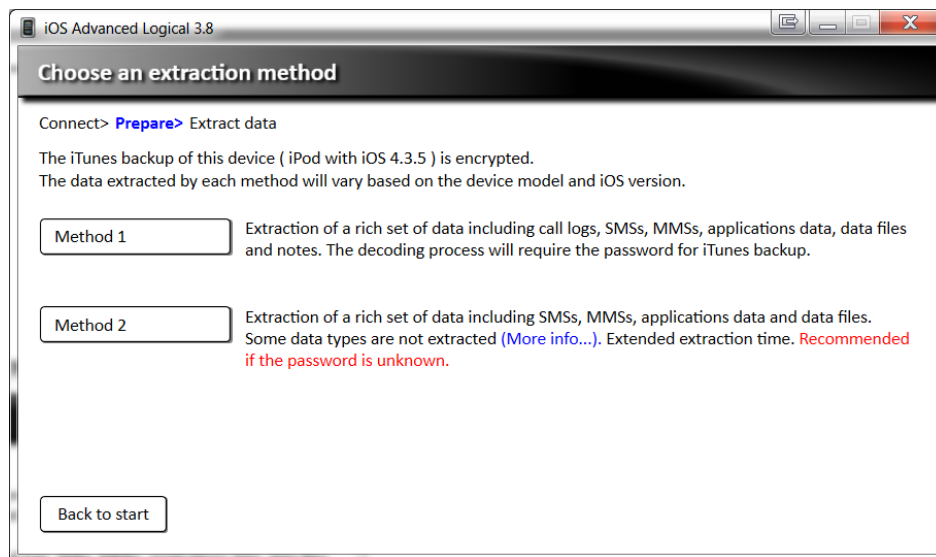 iOS Advanced Logical 3.8
Choose an extraction method
Connect> Prepare> Extract data
The iTunes backup of this device ( iPod with iOS 4.3.5 ) is encrypted.
The data extracted by each method will vary based on the device model and iOS version.
Method 1
Extraction of a rich set of data including call logs, SMSs, MMSs, applications data, data files
and notes. The decoding process will require the password for iTunes backup.
Method 2
Extraction of a rich set of data including SMSs, MMSs, applications data and data files.
Some data types are not extracted (More info...). Extended extraction time. Recommended
if the password is unknown.
Back to start